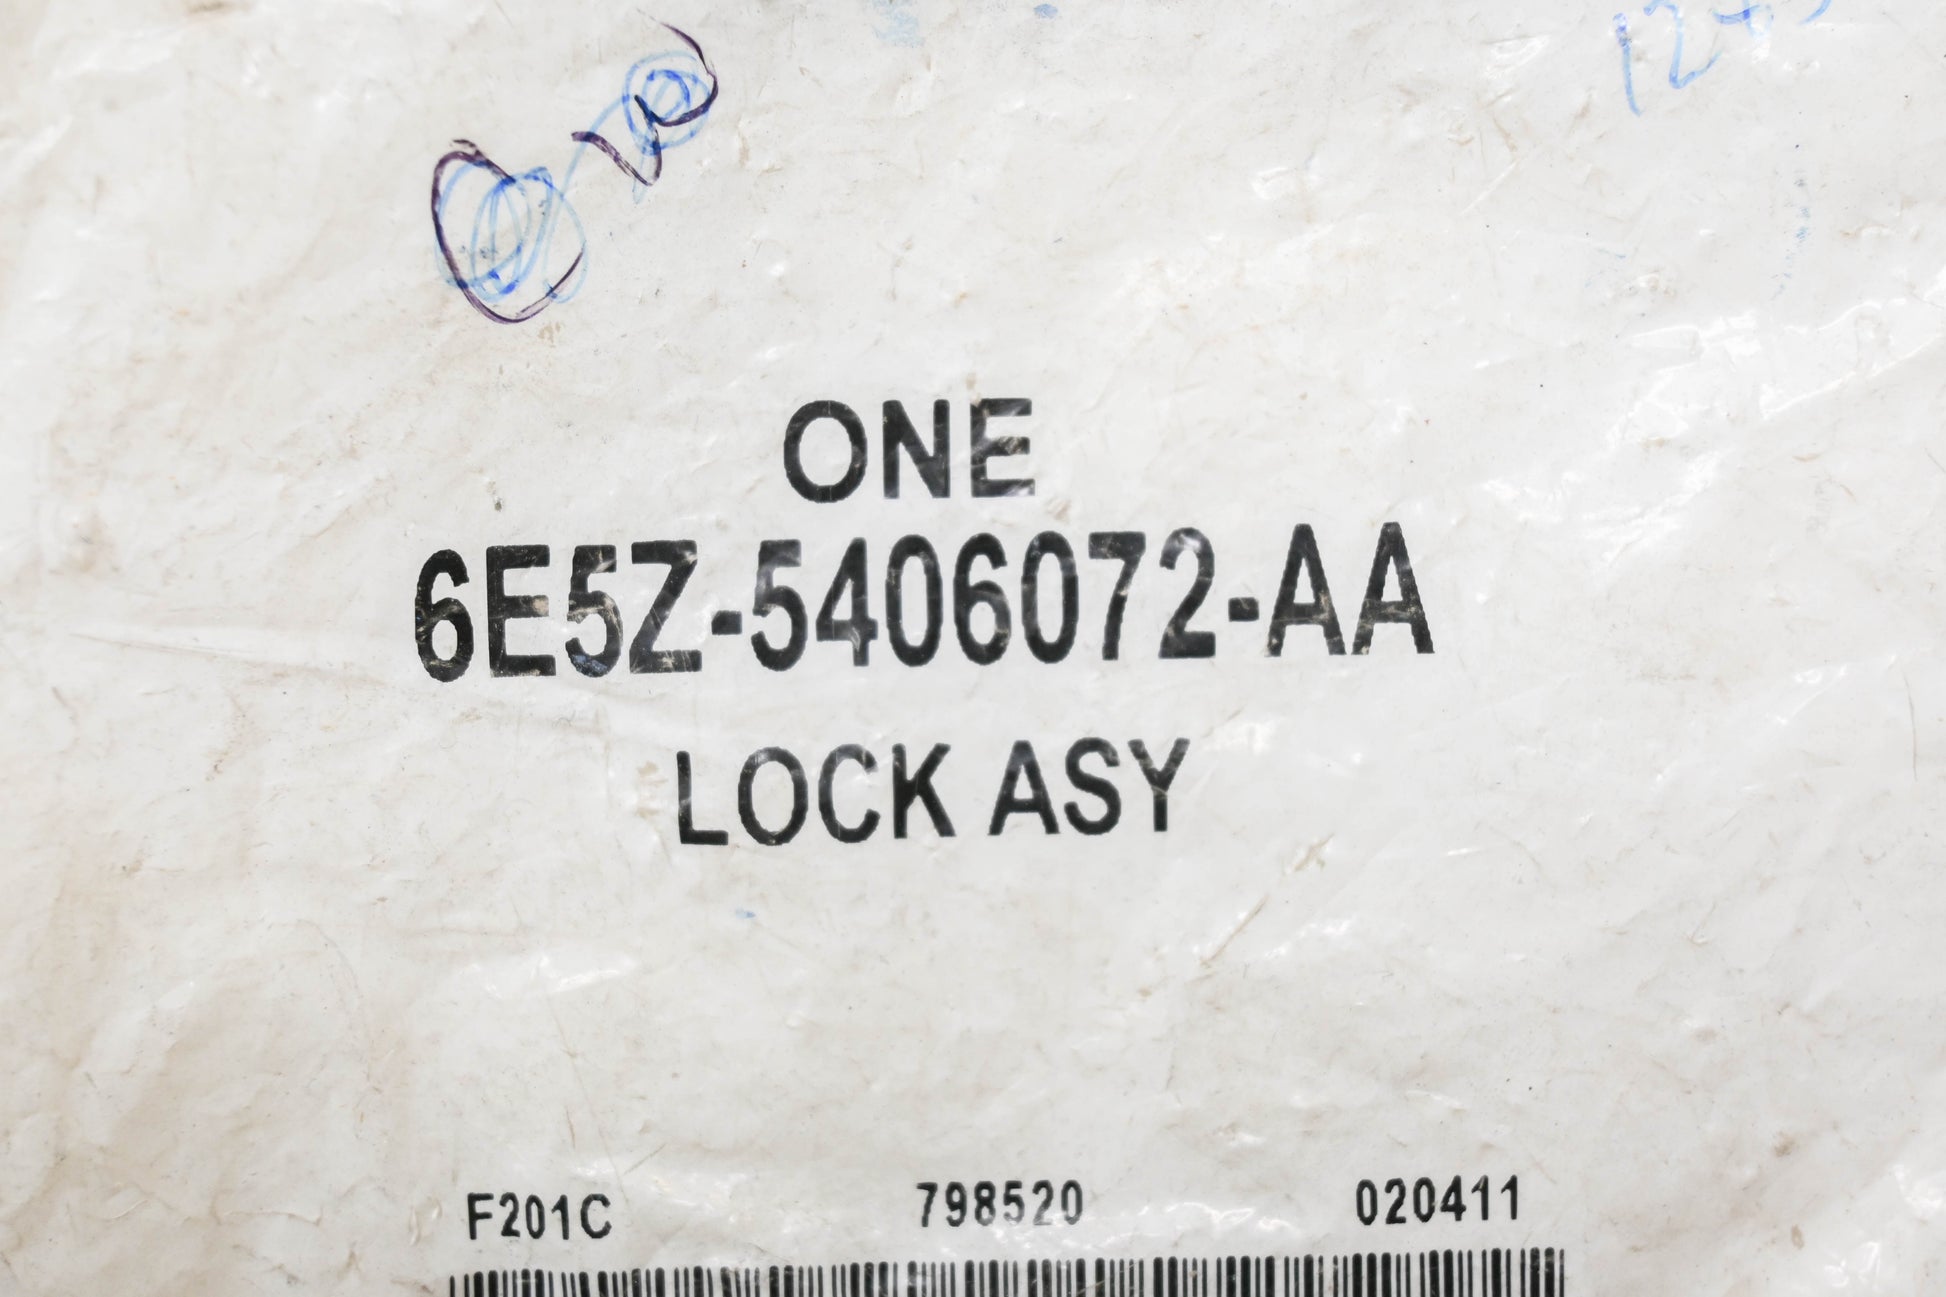 ONE
6E5Z-5406072-AA
LOCK ASY
F201C 798520 020411